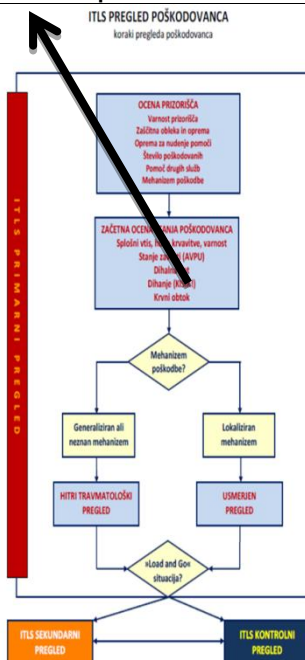 ITLS PREGLED POŠKODOVANCA
koraki pregleda poškodovanca
ITLS PRIMARNI PREGLED
OCENA PRIZORIŠČA
Varnost prizorišča
Zaščitna obleka in oprema
Oprema za nudenje pomoči
Število poškodovanih
Pomoč drugih služb
Mehanizem poškodbe
ZAČETNA OCENA STANJA POŠKODOVANCA
Splošni vtis, krvavitve, varnost
Stanje (AVPU)
Dihalna
Dihanje
Krvni obtok
Mehanizem
poškodbe?
Generaliziran ali
neznan mehanizem
Lokaliziran
mehanizem
HITRI TRAVMATOLOŠKI
PREGLED
USMERJEN
PREGLED
»Load and Go«
situacija?
ITLS SEKUNDARNI
PREGLED
ITLS KONTROLNI
PREGLED